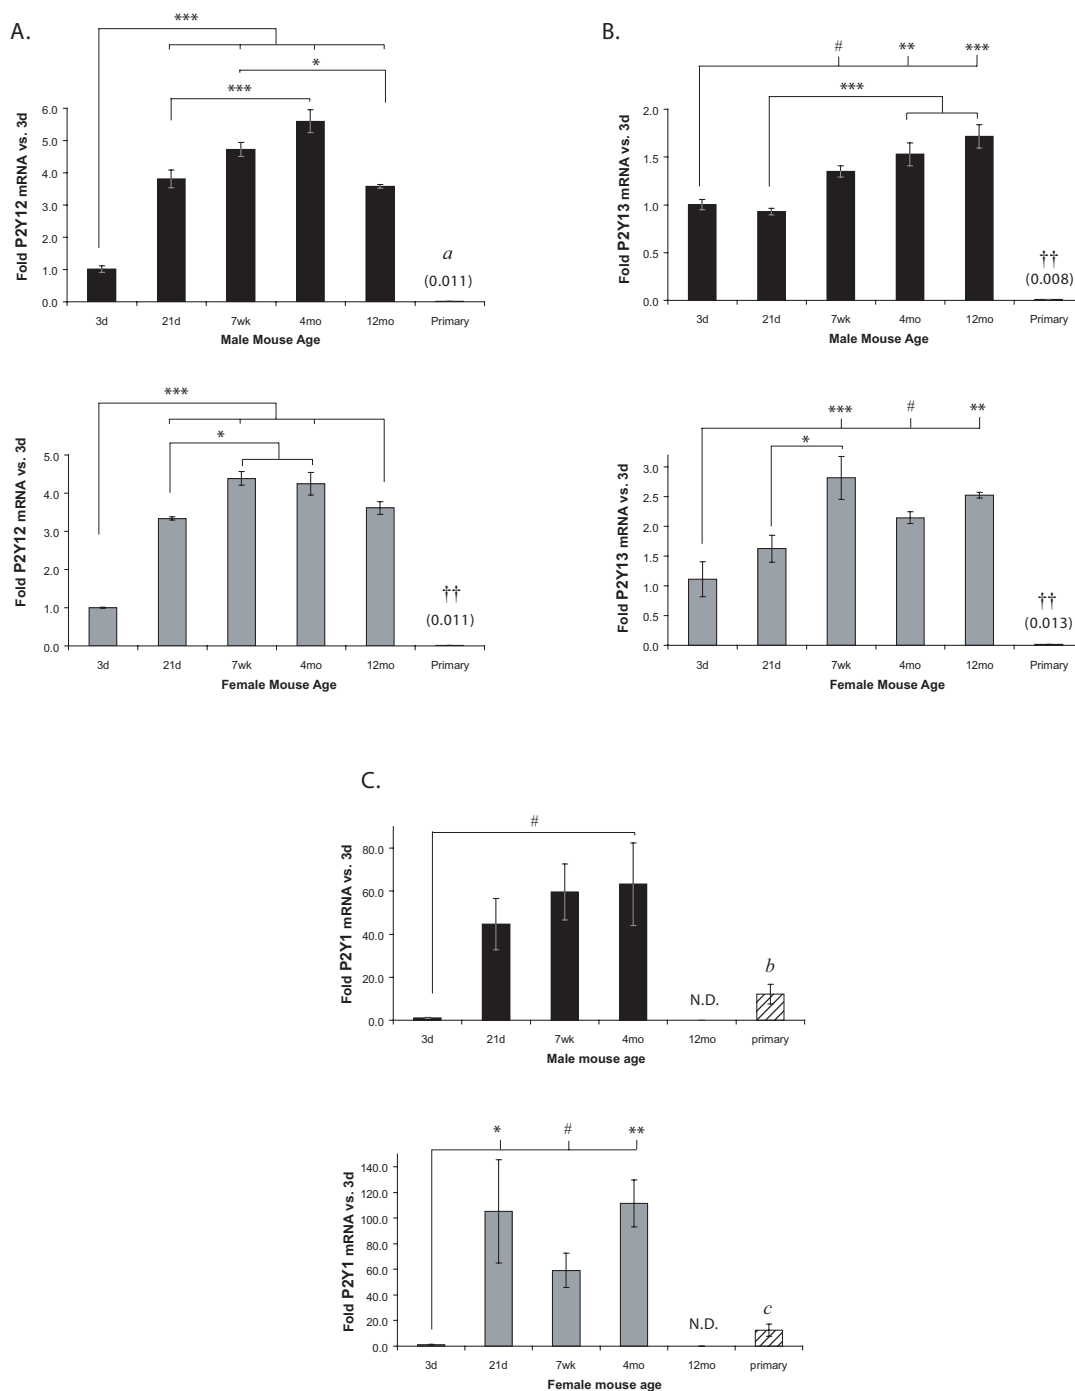 A.
***
*
***
6.0
5.0
4.0
3.0
2.0
1.0
0.0
Fold P2Y12 mRNA vs. 3d
a
(0.011)
3d 21d 7wk 4mo 12mo Primary
Male Mouse Age
***
*
5.0
4.0
3.0
2.0
1.0
0.0
Fold P2Y12 mRNA vs. 3d
††
(0.011)
3d 21d 7wk 4mo 12mo Primary
Female Mouse Age
B.
# ** ***
***
2.0
1.5
1.0
0.5
0.0
Fold P2Y13 mRNA vs. 3d
††
(0.008)
3d 21d 7wk 4mo 12mo Primary
Male Mouse Age
*** # **
*
3.0
2.5
2.0
1.5
1.0
0.5
0.0
Fold P2Y13 mRNA vs. 3d
††
(0.013)
3d 21d 7wk 4mo 12mo Primary
Female Mouse Age
C.
#
80.0
60.0
40.0
20.0
0.0
Fold P2Y1 mRNA vs. 3d
N.D.
b
3d 21d 7wk 4mo 12mo primary
Male mouse age
* # **
140.0
120.0
100.0
80.0
60.0
40.0
20.0
0.0
Fold P2Y1 mRNA vs. 3d
N.D.
c
3d 21d 7wk 4mo 12mo primary
Female mouse age